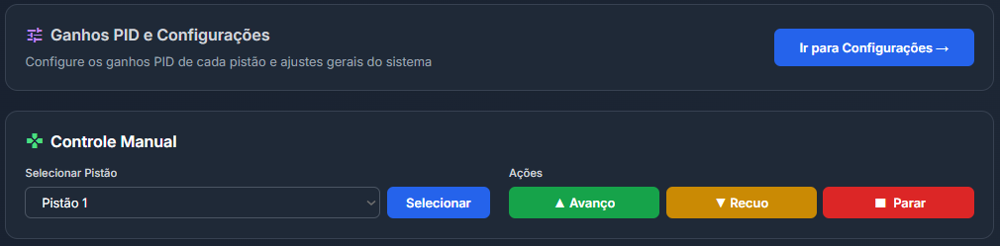 Ganhos PID e Configurações
Configure os ganhos PID de cada pistão e ajustes gerais do sistema
Ir para Configurações →
Controle Manual
Selecionar Pistão
Ações
Pistão 1
Selecionar
▲ Avanço
▼ Recuo
■ Parar